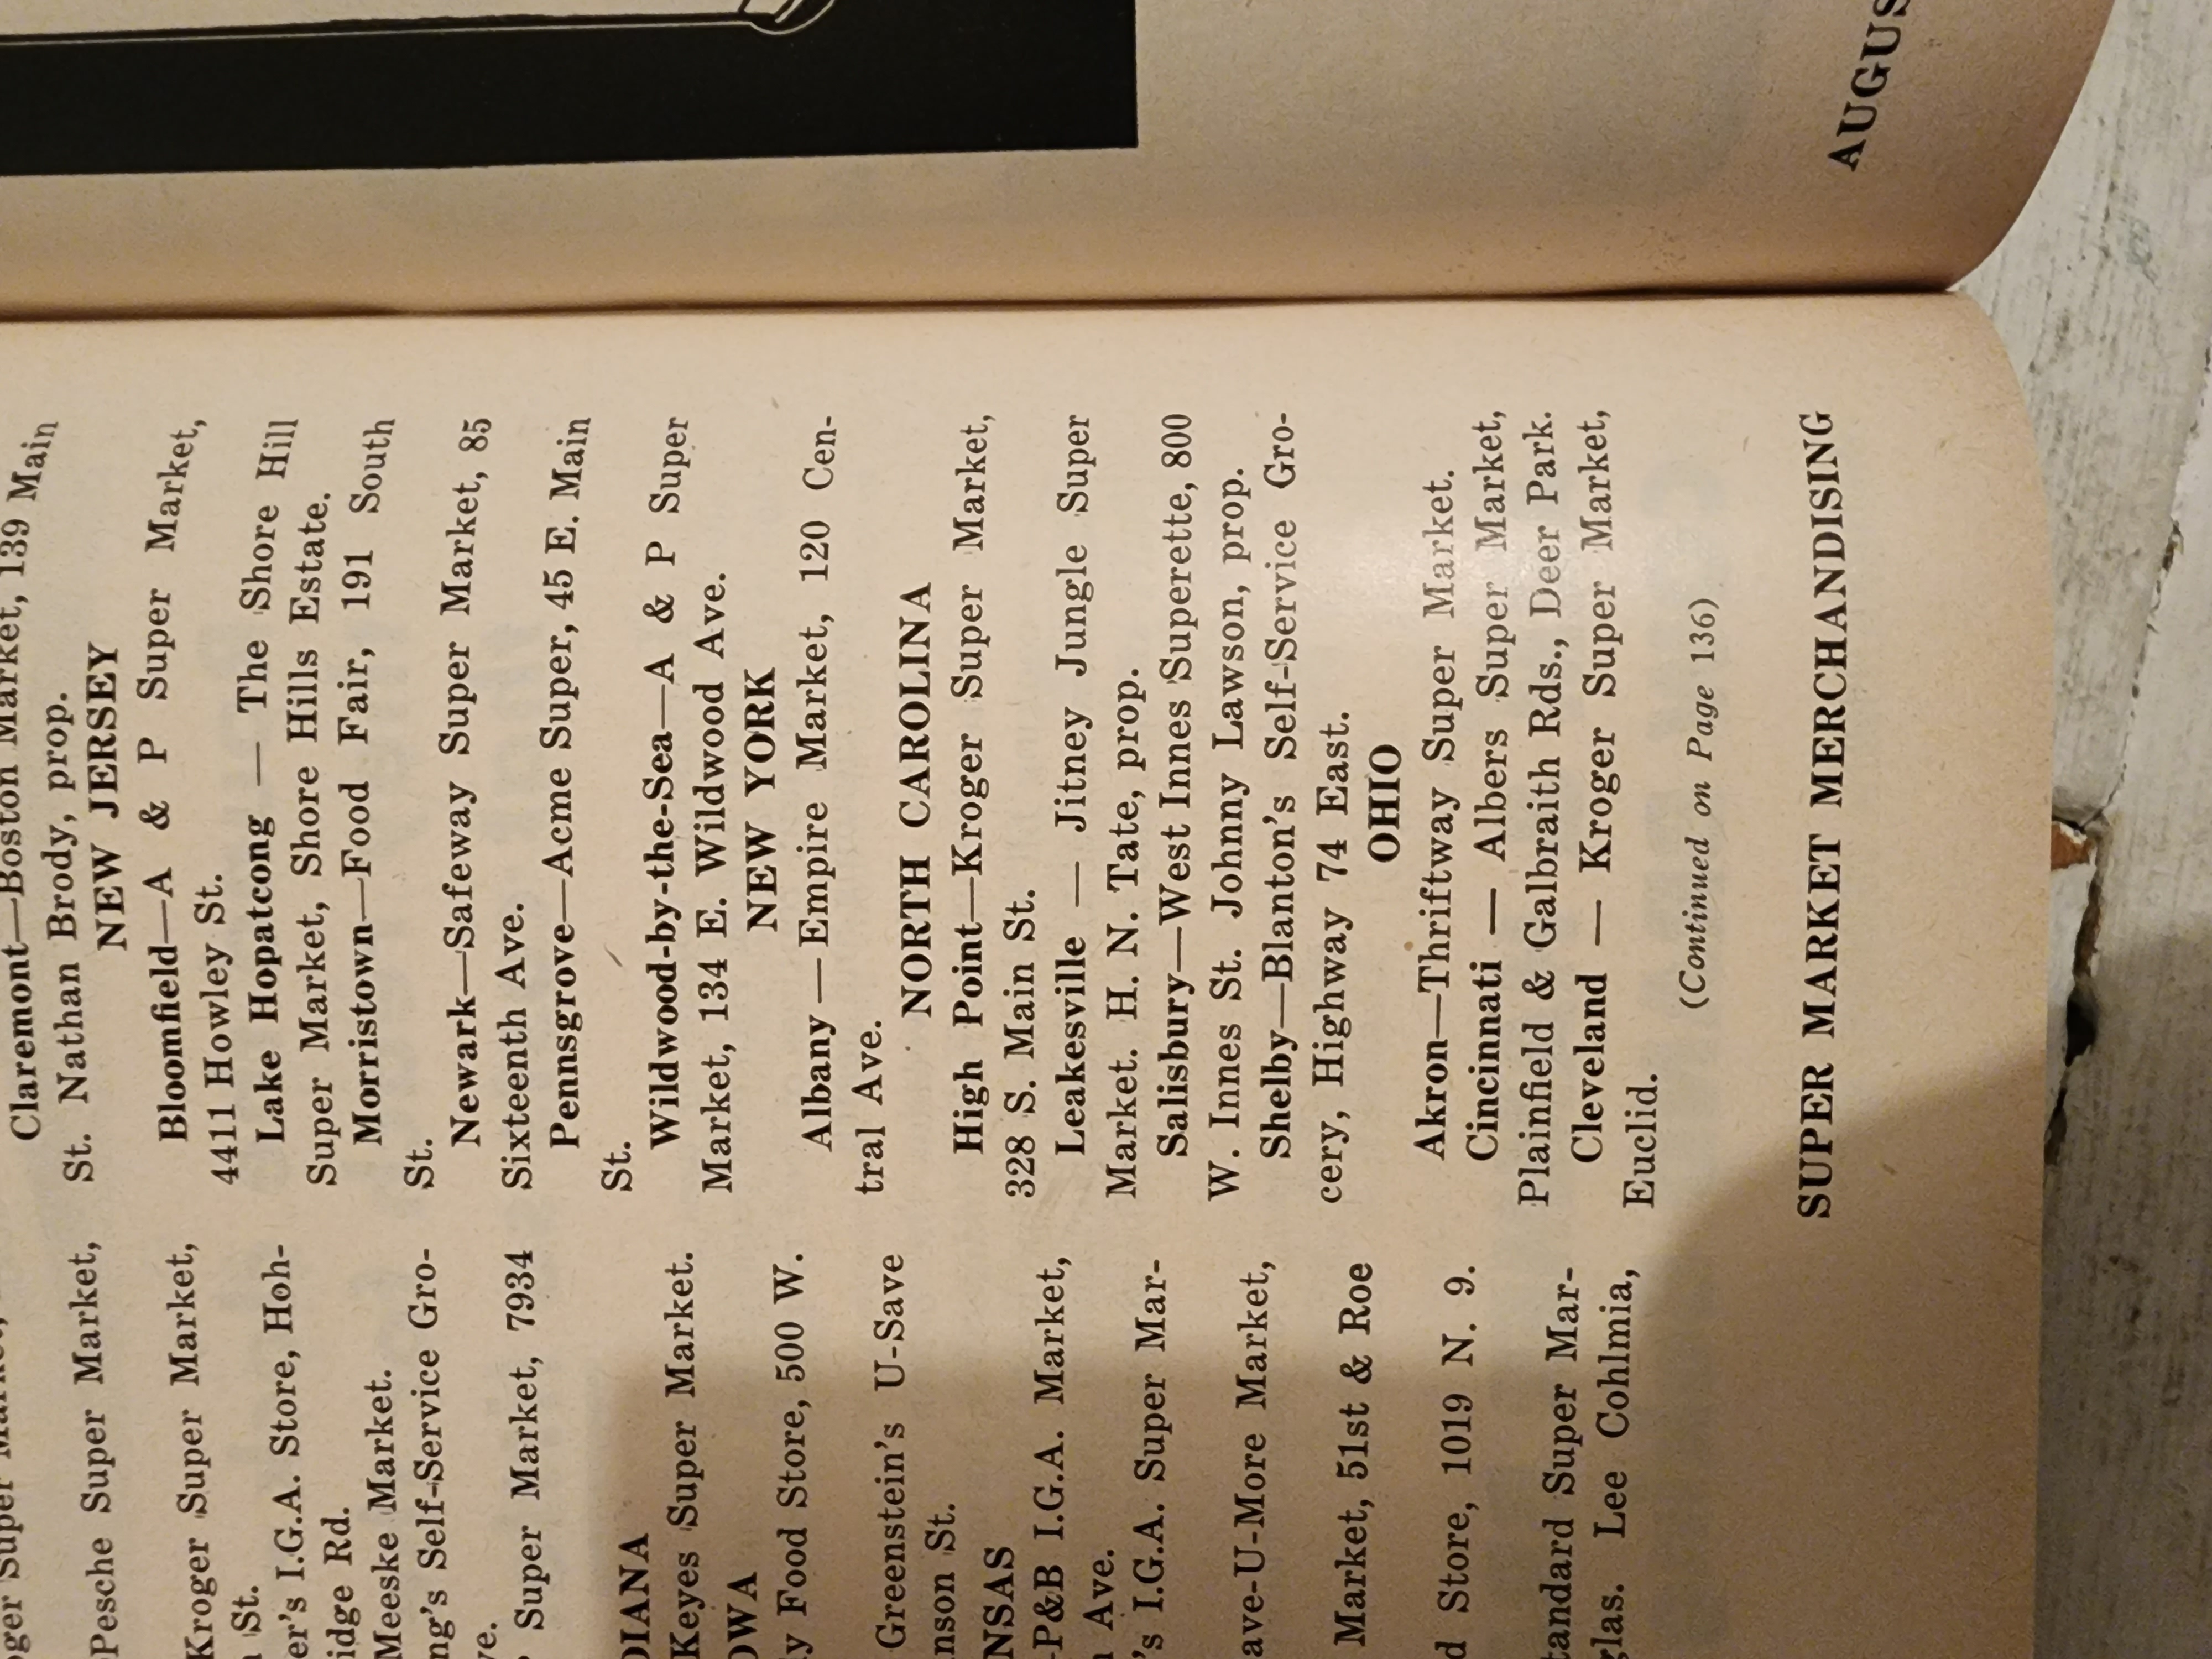 Super Market,
Pesche Super Market,
Kroger Super Market,
St.
I.G.A. Store, Hoh-
Rd.
Meeske Market.
Self-Service Gro-
Super Market, 7934
Keyes Super Market.
Food Store, 500 W.
Greenstein's U-Save
St.
P&B I.G.A. Market,
Ave.
I.G.A. Super Mar-
Market,
Market, 51st & Roe
Store, 1019 N. 9.
Super Mar-
Lee Cohlmia,
Claremont—Boston Market, 139 Main
St. Nathan Brody, prop.
NEW JERSEY
Bloomfield—A & P Super Market,
4411 Howley St.
Lake Hopatcong — The Shore Hill
Super Market, Shore Hills Estate.
Morristown—Food Fair, 191 South
St.
Newark—Safeway Super Market, 85
Sixteenth Ave.
Pennsgrove—Acme Super, 45 E. Main
St.
Wildwood-by-the-Sea—A & P Super
Market, 134 E. Wildwood Ave.
NEW YORK
Albany — Empire Market, 120 Cen-
tral Ave.
NORTH CAROLINA
High Point—Kroger Super Market,
328 S. Main St.
Leakesville — Jitney Jungle Super
Market. H. N. Tate, prop.
Salisbury—West Innes Superette, 800
W. Innes St. Johnny Lawson, prop.
Shelby—Blanton's Self-Service Gro-
cery, Highway 74 East.
OHIO
Akron—Thriftway Super Market.
Cincinnati — Albers Super Market,
Plainfield & Galbraith Rds., Deer Park.
Cleveland — Kroger Super Market,
Euclid.
(Continued on Page 136)
SUPER MARKET MERCHANDISING
AUGUS